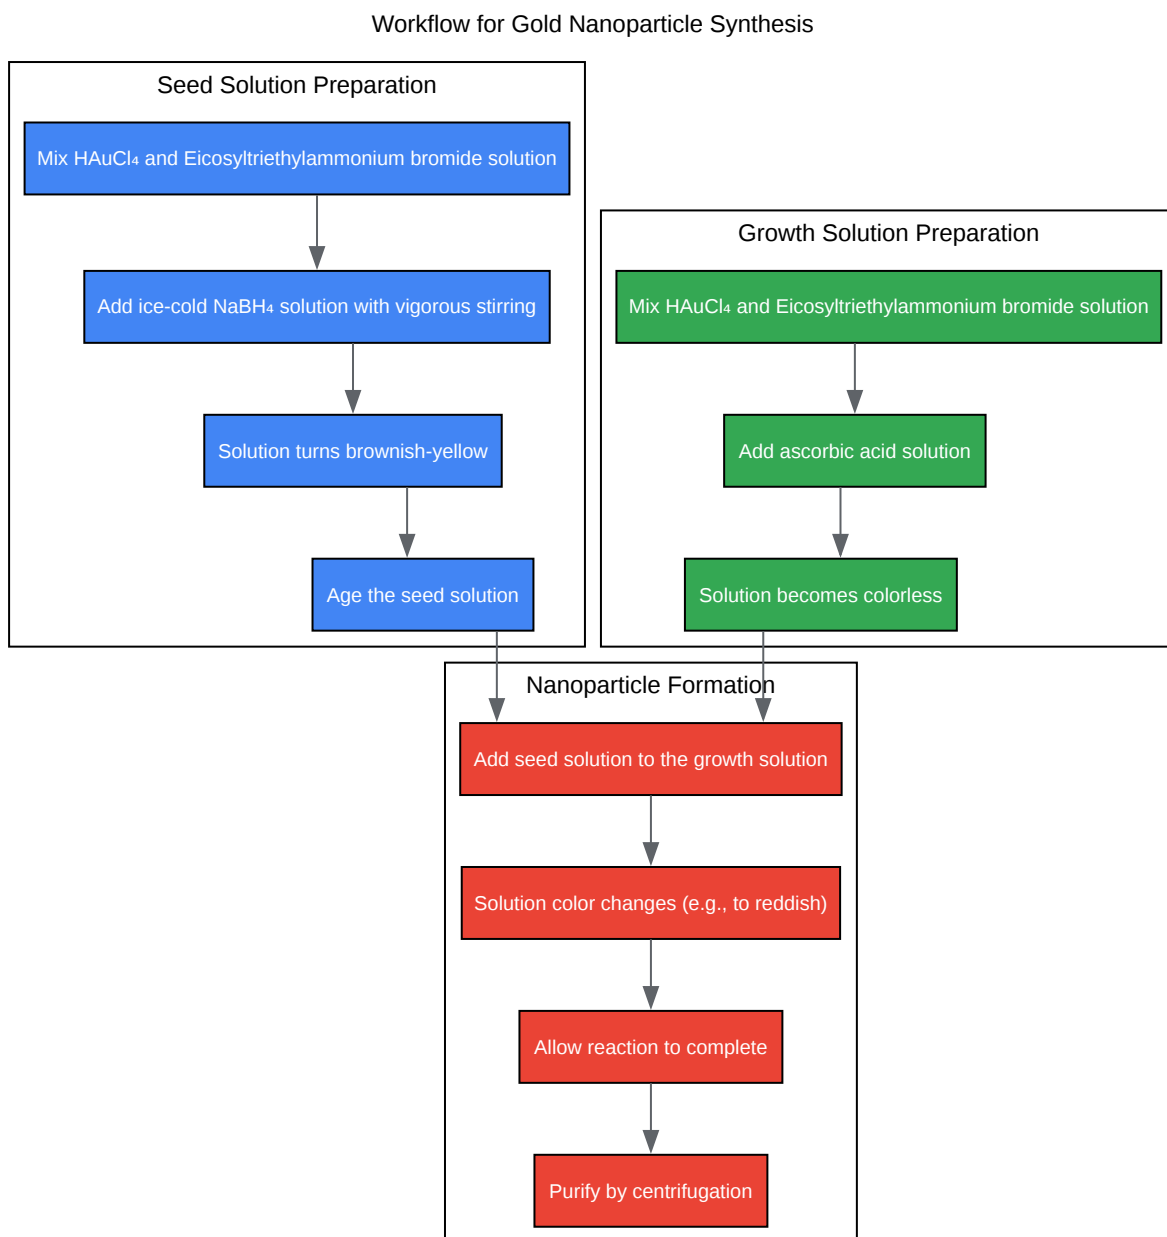 Workflow for Gold Nanoparticle Synthesis
Seed Solution Preparation
Mix HAuCl₄ and Eicosyltriethylammonium bromide solution
Add ice-cold NaBH₄ solution with vigorous stirring
Solution turns brownish-yellow
Age the seed solution
Growth Solution Preparation
Mix HAuCl₄ and Eicosyltriethylammonium bromide solution
Add ascorbic acid solution
Solution becomes colorless
Nanoparticle Formation
Add seed solution to the growth solution
Solution color changes (e.g., to reddish)
Allow reaction to complete
Purify by centrifugation